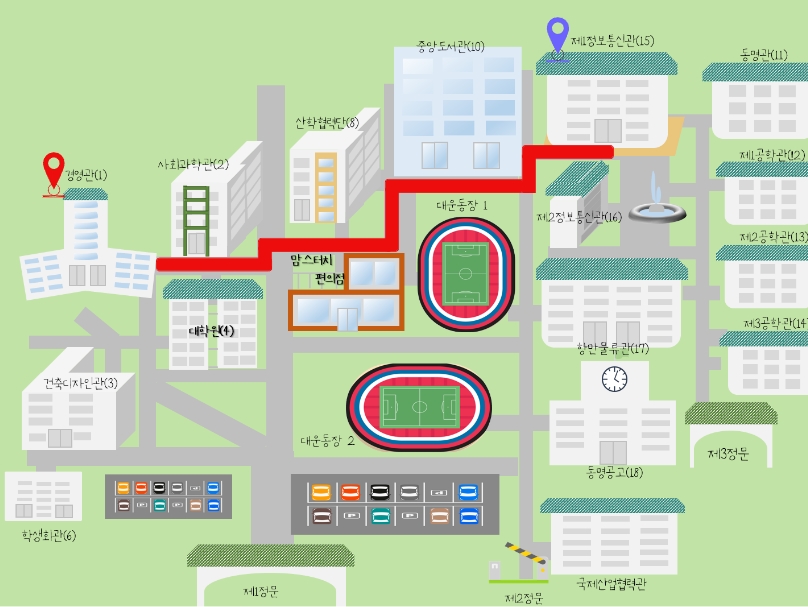 중앙도서관(10)
제1정보통신관(15)
동명관(11)
산학협력단(8)
사회과학관(2)
경영관(1)
제1공학관(12)
대운동장 1
제2정보통신관(16)
제2공학관(13)
맘스터치
편의점
대학원(4)
제3공학관(14)
항만물류관(17)
건축디자인관(3)
대운동장 2
제3정문
동명공고(18)
학생회관(6)
국제산업협력관
제1정문
제2정문